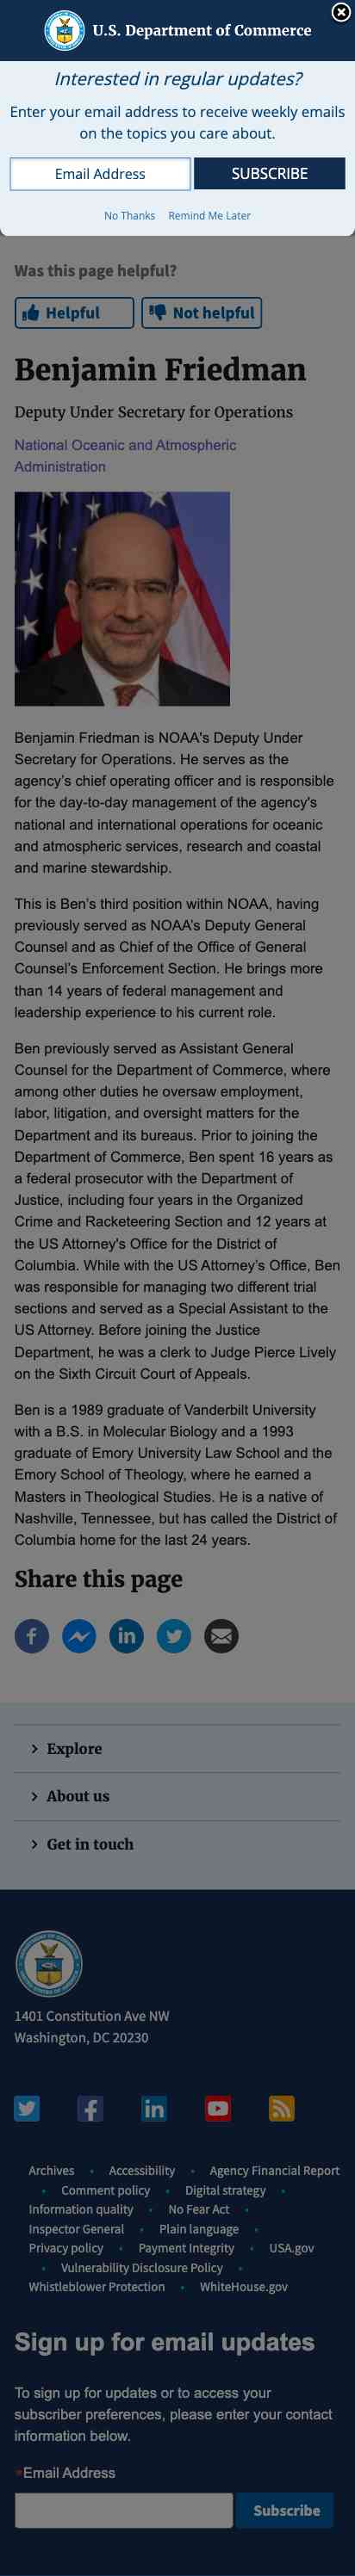 U.S. Department of Commerce
Interested in regular updates?
Enter your email address to receive weekly emails
on the topics you care about.
Email Address SUBSCRIBE
No Thanks Remind Me Later
Was this page helpful?
Helpful Not helpful
Benjamin Friedman
Deputy Under Secretary for Operations
National Oceanic and Atmospheric
Administration
Benjamin Friedman is NOAA's Deputy Under
Secretary for Operations. He serves as the
agency's chief operating officer and is responsible
for the day-to-day management of the agency's
national and international operations for oceanic
and atmospheric services, research and coastal
and marine stewardship.
This is Ben's third position within NOAA, having
previously served as NOAA's Deputy General
Counsel and as Chief of the Office of General
Counsel's Enforcement Section. He brings more
than 14 years of federal management and
leadership experience to his current role.
Ben previously served as Assistant General
Counsel for the Department of Commerce, where
among other duties he oversaw employment,
labor, litigation, and oversight matters for the
Department and its bureaus. Prior to joining the
Department of Commerce, Ben spent 16 years as
a federal prosecutor with the Department of
Justice, including four years in the Organized
Crime and Racketeering Section and 12 years at
the US Attorney's Office for the District of
Columbia. While with the US Attorney's Office, Ben
was responsible for managing two different trial
sections and served as a Special Assistant to the
US Attorney. Before joining the Justice
Department, he was a clerk to Judge Pierce Lively
on the Sixth Circuit Court of Appeals.
Ben is a 1989 graduate of Vanderbilt University
with a B.S. in Molecular Biology and a 1993
graduate of Emory University Law School and the
Emory School of Theology, where he earned a
Masters in Theological Studies. He is a native of
Nashville, Tennessee, but has called the District of
Columbia home for the last 24 years.
Share this page
Explore
About us
Get in touch
1401 Constitution Ave NW
Washington, DC 20230
Archives • Accessibility • Agency Financial Report
• Comment policy • Digital strategy •
Information quality • No Fear Act •
Inspector General • Plain language •
Privacy policy • Payment Integrity • USA.gov
• Vulnerability Disclosure Policy •
Whistleblower Protection • WhiteHouse.gov
Sign up for email updates
To sign up for updates or to access your
subscriber preferences, please enter your contact
information below.
*Email Address
Subscribe